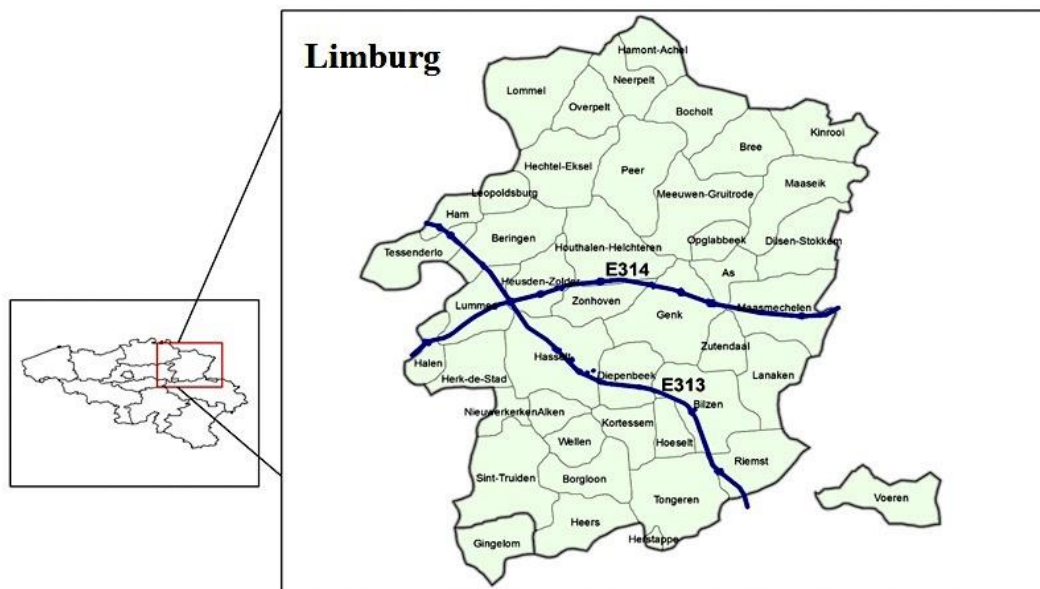 Limburg
Hamont-Achel
Neerpelt
Lommel
Overpelt
Bocholt
Kinrooi
Bree
Hechtel-Eksel
Peer
Maaseik
Leopoldsburg
Meeuwen-Gruitrode
Ham
Beringen
Opglabbeek
Dilsen-Stokkem
Houthalen-Helchteren
Tessenderlo
E314
As
Heusden-Zolder
Lummen
Zonhoven
Maasmechelen
Genk
Zutendaal
Halen
Hasselt
Lanaken
Herk-de-Stad
Diepenbeek
E313
Bilzen
Nieuwerkerken
Alken
Kortessem
Wellen
Hoeselt
Riemst
Sint-Truiden
Borgloon
Tongeren
Voeren
Heers
Herstappe
Gingelom